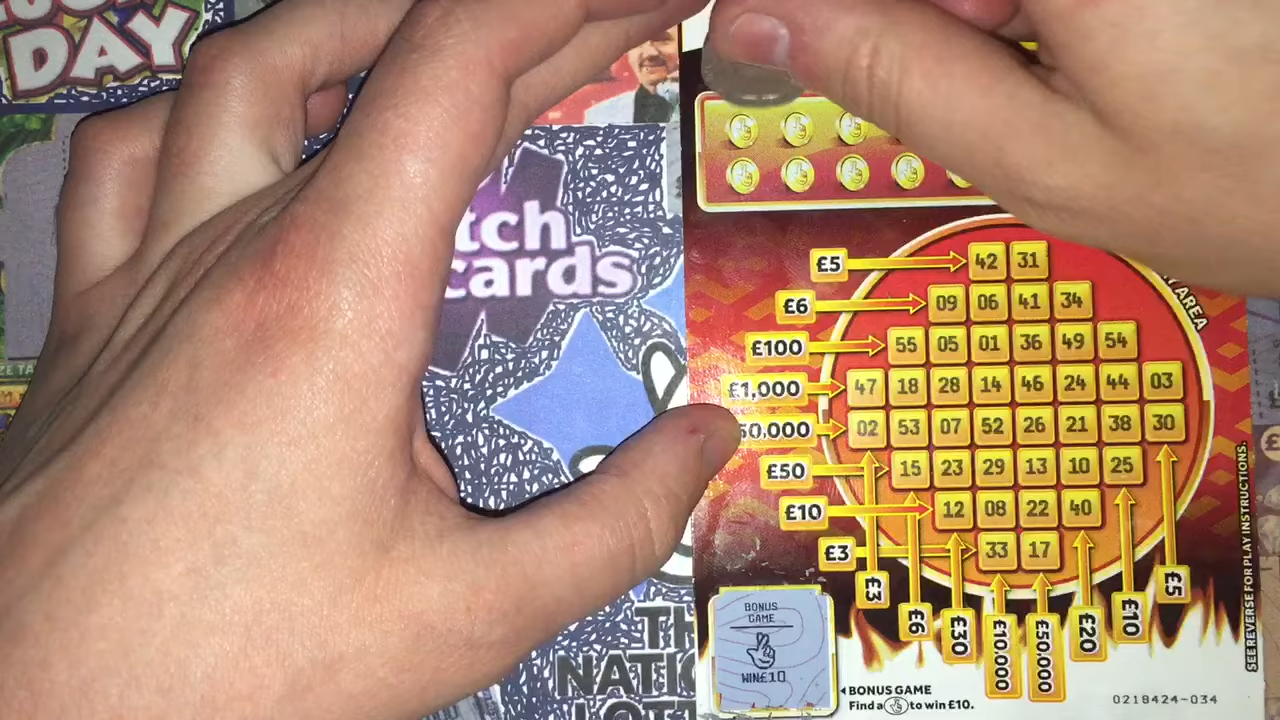 DAY
tch
cards
£5 42 31
£6 09 06 41 34
£100 55 05 01 36 49 54
£1,000 47 18 28 14 46 24 44 03
50,000 02 53 07 52 26 21 38 30
£50 15 23 29 13 10 25
£10 12 08 22 40
£3 33 17
£3
£6
£30
£10,000
£50,000
£20
£10
£5
AREA
SEE REVERSE FOR PLAY INSTRUCTIONS.
BONUS
GAME
WIN£10
BONUS GAME
Find a to win £10.
0218424-034
TH
NATIO